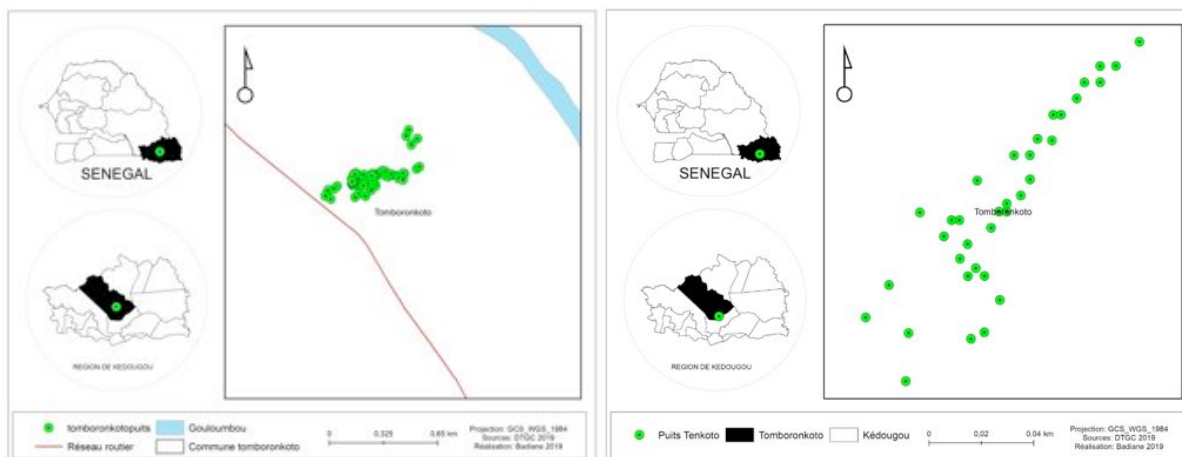 SENEGAL
Tomboronkoto
REGION DE KEDOUGOU
tomboronkotopuits
Gouloumbou
Réseau routier
Commune tomboronkoto
0 0,325 0,65 km
Projection: GCS_WGS_1984
Sources: DTGC 2019
Réalisation: Badiane 2019
SENEGAL
Tomboronkoto
REGION DE KEDOUGOU
Puits Tenkoto
Tomboronkoto
Kédougou
0 0,02 0,04 km
Projection: GCS_WGS_1984
Sources: DTGC 2019
Réalisation: Badiane 2019